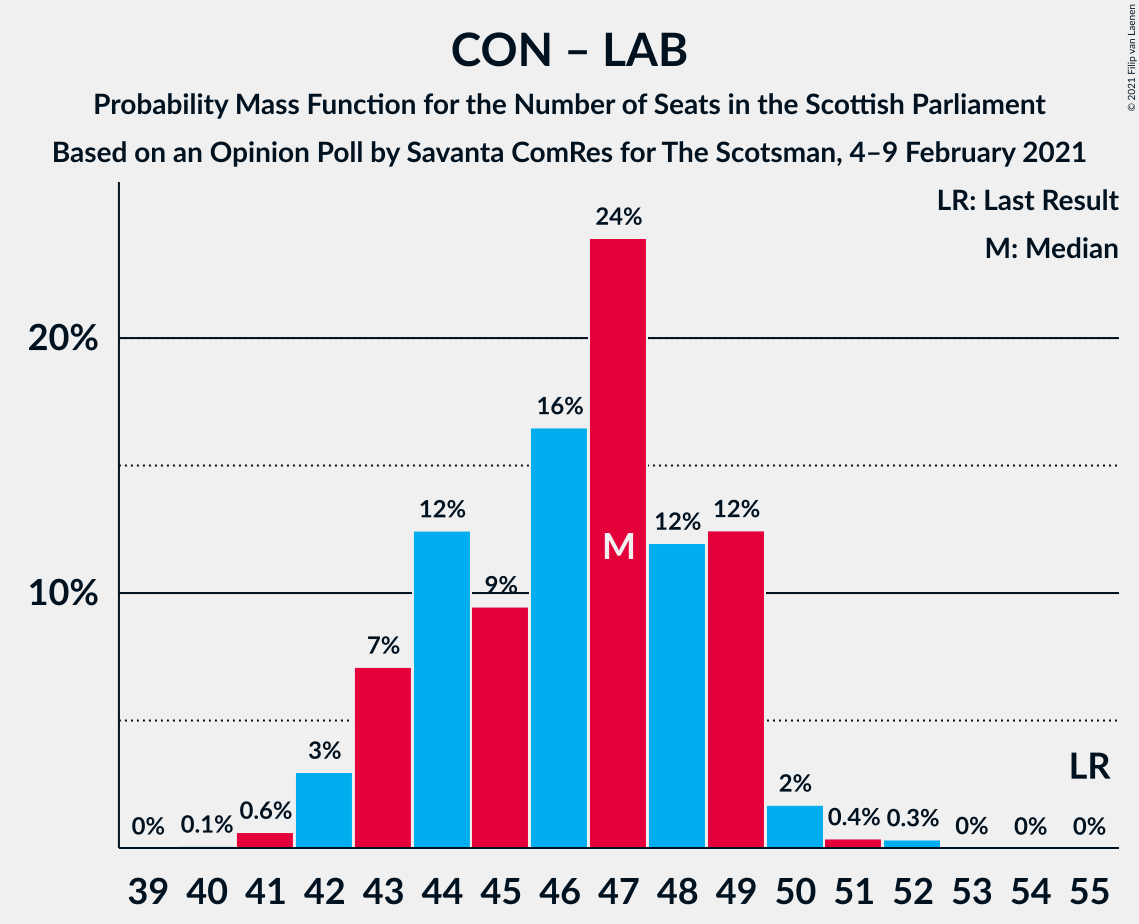 CON – LAB
Probability Mass Function for the Number of Seats in the Scottish Parliament
Based on an Opinion Poll by Savanta ComRes for The Scotsman, 4–9 February 2021
© 2021 Filip van Laenen
LR: Last Result
M: Median
24%
20%
16%
12%
12%
12%
M
10%
9%
7%
3%
LR
2%
0%
0.1%
0.6%
0.4%
0.3%
0%
0%
0%
39 40 41 42 43 44 45 46 47 48 49 50 51 52 53 54 55